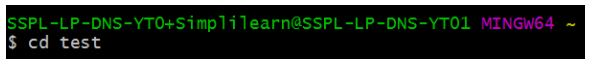 SSPL-LP-DNS-YT0+Simplilearn@SSPL-LP-DNS-YT01 MINGW64 ~
$ cd test